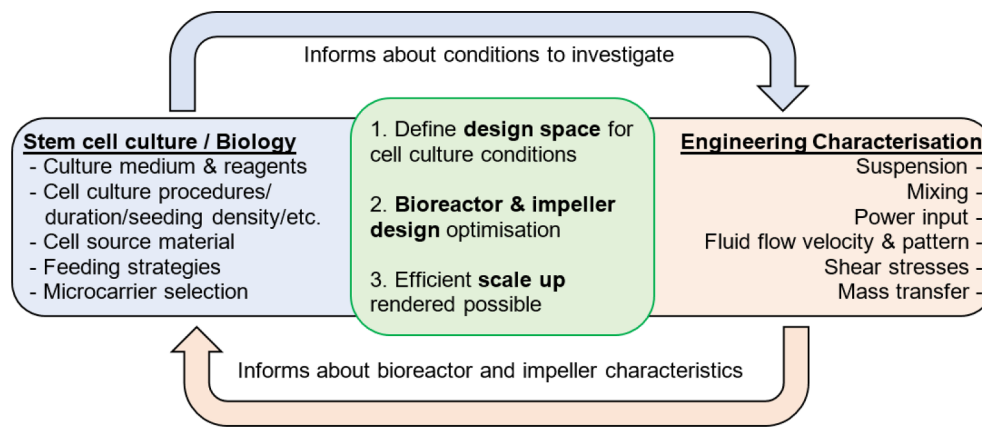 Informs about conditions to investigate
Stem cell culture / Biology
- Culture medium & reagents
- Cell culture procedures/
duration/seeding density/etc.
- Cell source material
- Feeding strategies
- Microcarrier selection
1. Define design space for
cell culture conditions
2. Bioreactor & impeller
design optimisation
3. Efficient scale up
rendered possible
Engineering Characterisation
Suspension -
Mixing -
Power input -
Fluid flow velocity & pattern -
Shear stresses -
Mass transfer -
Informs about bioreactor and impeller characteristics